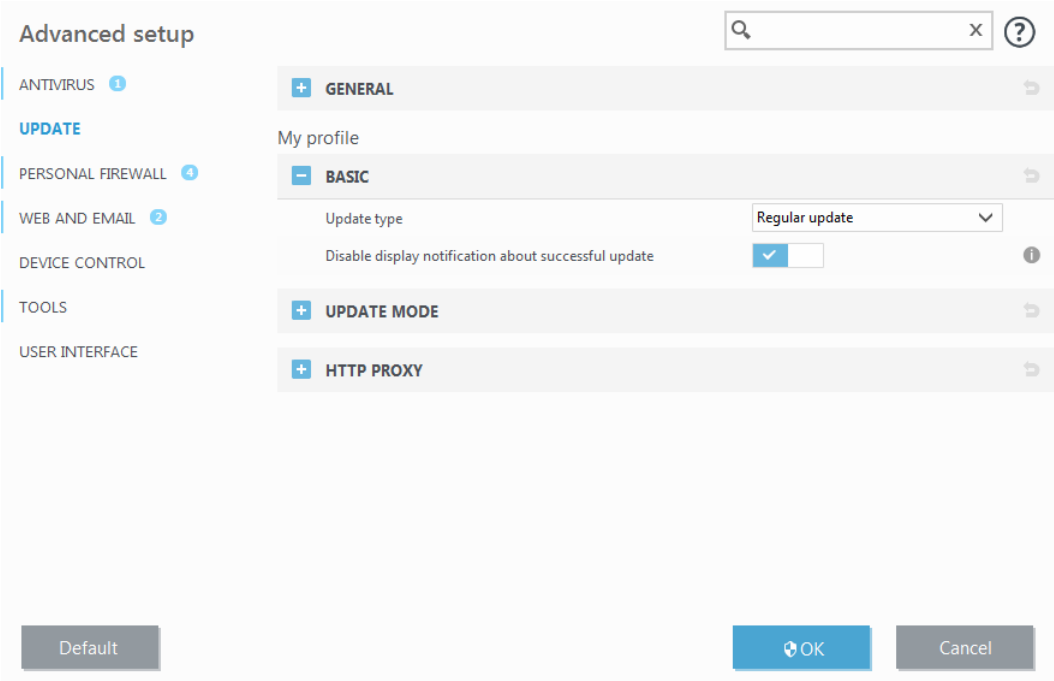 Advanced setup
X
?
ANTIVIRUS 1
UPDATE
PERSONAL FIREWALL 4
WEB AND EMAIL 2
DEVICE CONTROL
TOOLS
USER INTERFACE
GENERAL
My profile
BASIC
Update type Regular update
Disable display notification about successful update
UPDATE MODE
HTTP PROXY
Default
OK
Cancel